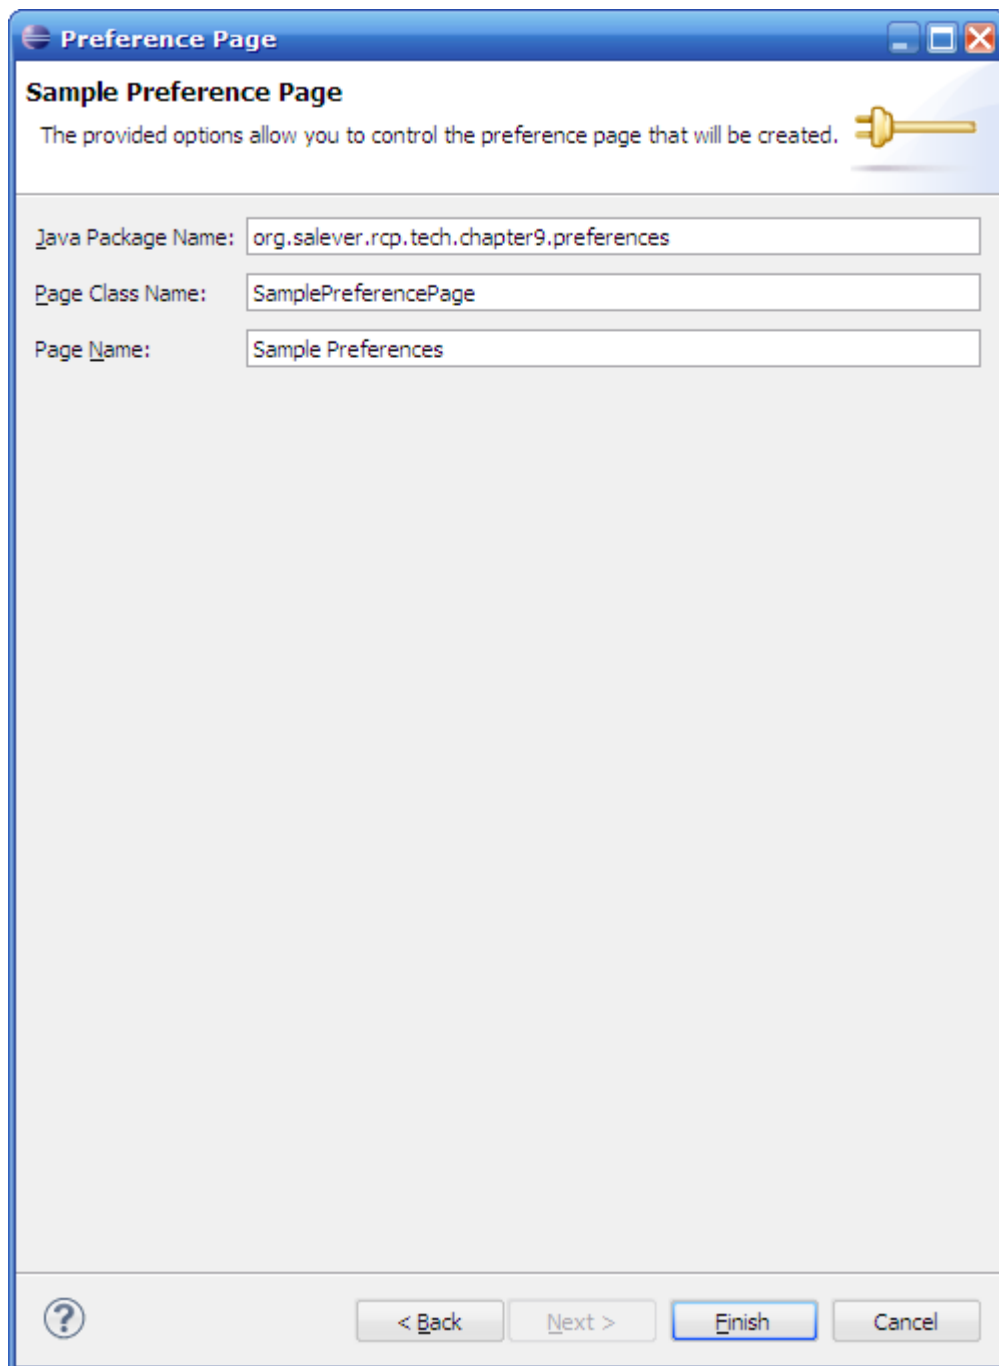 Preference Page
Sample Preference Page
The provided options allow you to control the preference page that will be created.
Java Package Name: org.salever.rcp.tech.chapter9.preferences
Page Class Name: SamplePreferencePage
Page Name: Sample Preferences
? < Back Next > Finish Cancel